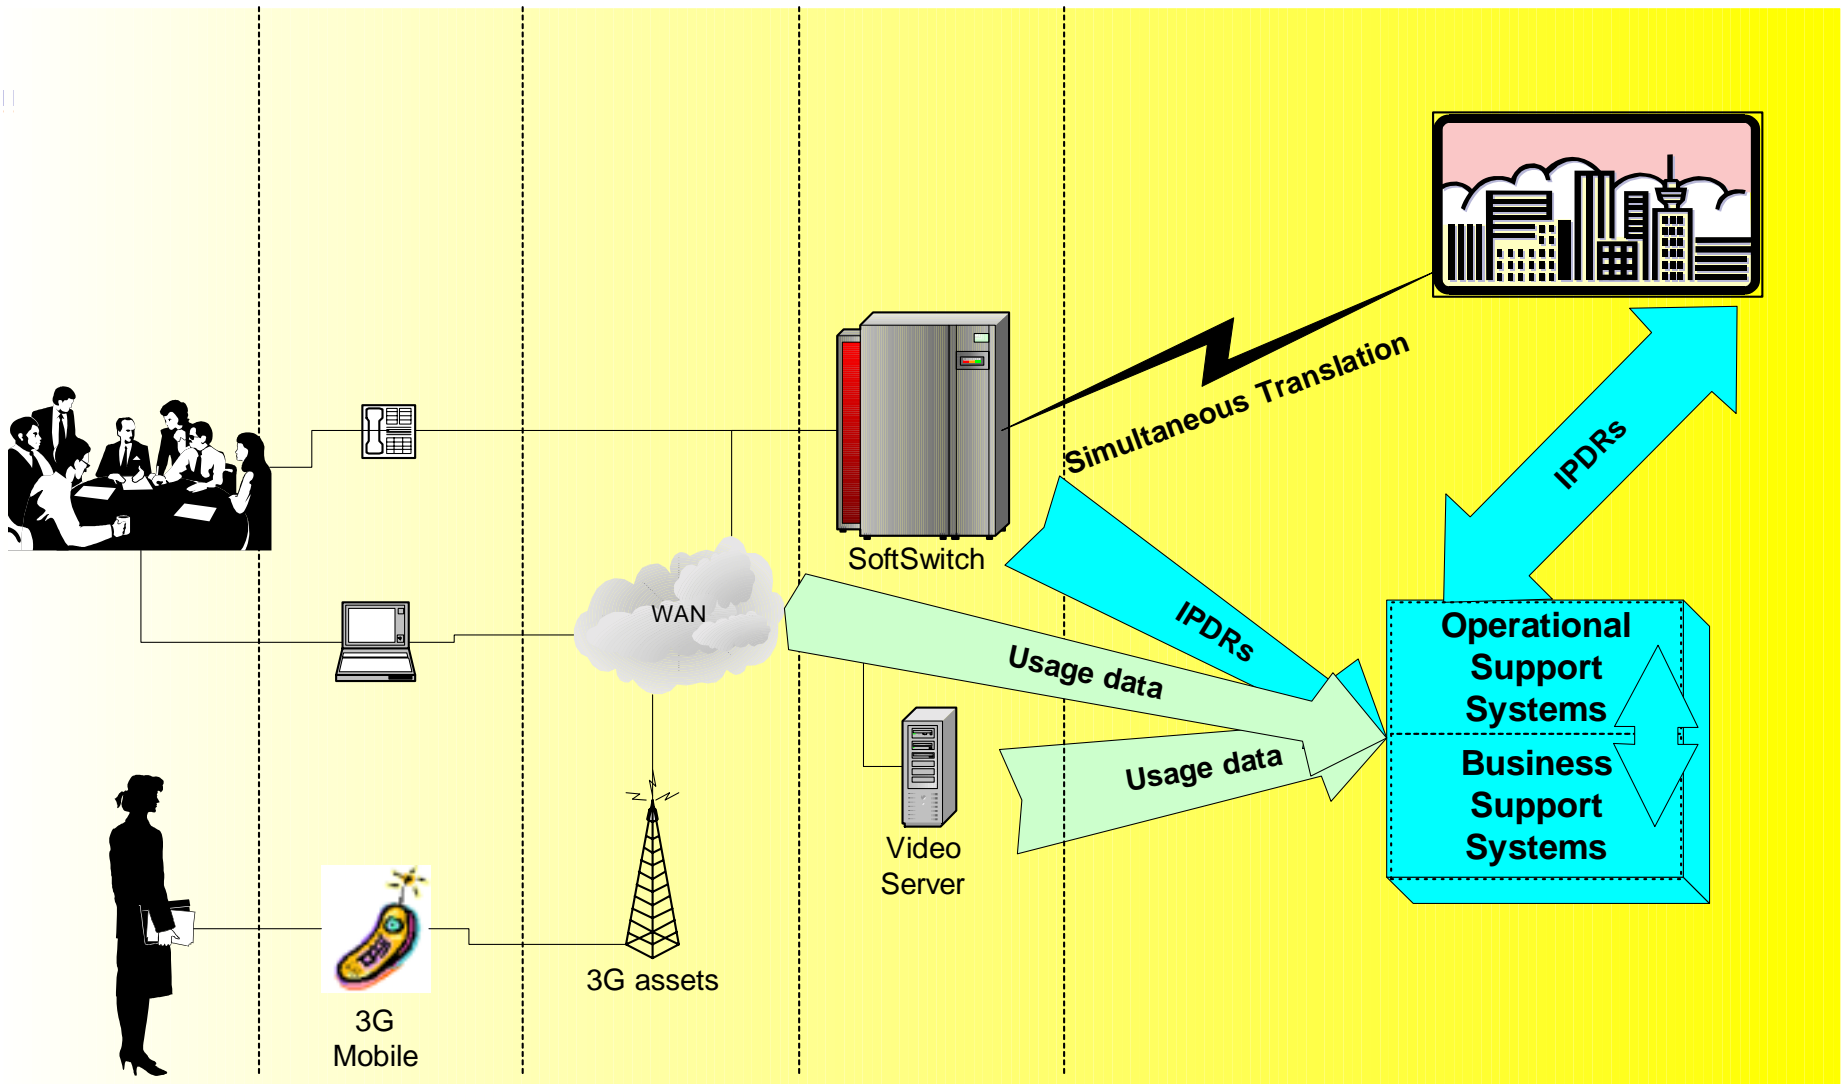 Simultaneous Translation
IPDRs
SoftSwitch
WAN
IPDRs
Usage data
Usage data
Operational
Support
Systems
Business
Support
Systems
Video
Server
3G assets
3G
Mobile